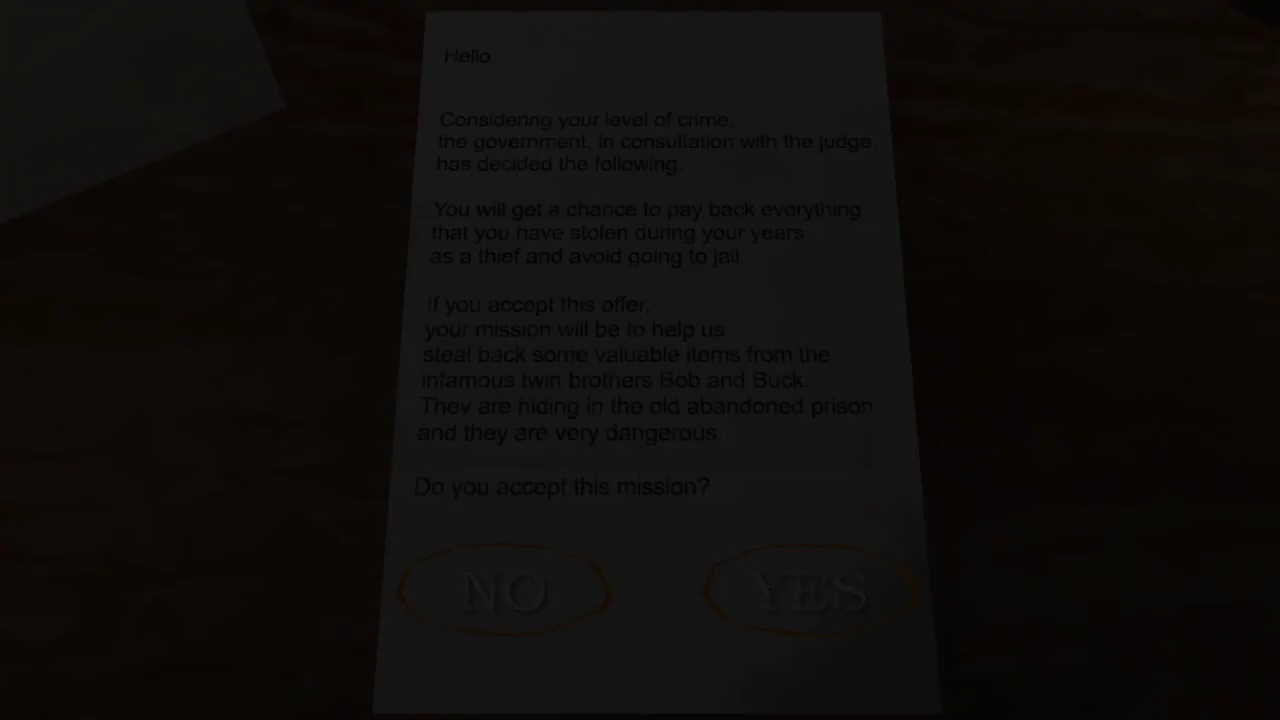 Hello
Considering your level of crime,
the government, in consultation with the judge,
has decided the following.
You will get a chance to pay back everything
that you have stolen during your years
as a thief and avoid going to jail
If you accept this offer,
your mission will be to help us
steal back some valuable items from the
infamous twin brothers Bob and Buck.
They are hiding in the old abandoned prison
and they are very dangerous.
Do you accept this mission?
NO YES